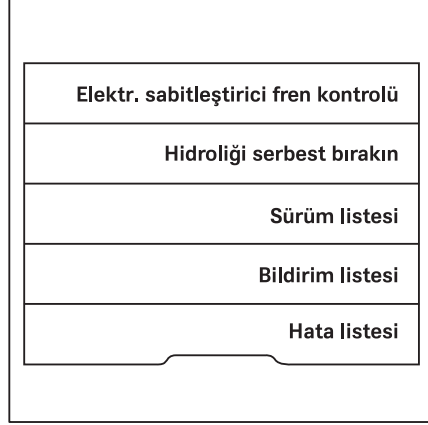 Elektr. sabitleştirici fren kontrolü
Hidroliği serbest bırakın
Sürüm listesi
Bildirim listesi
Hata listesi